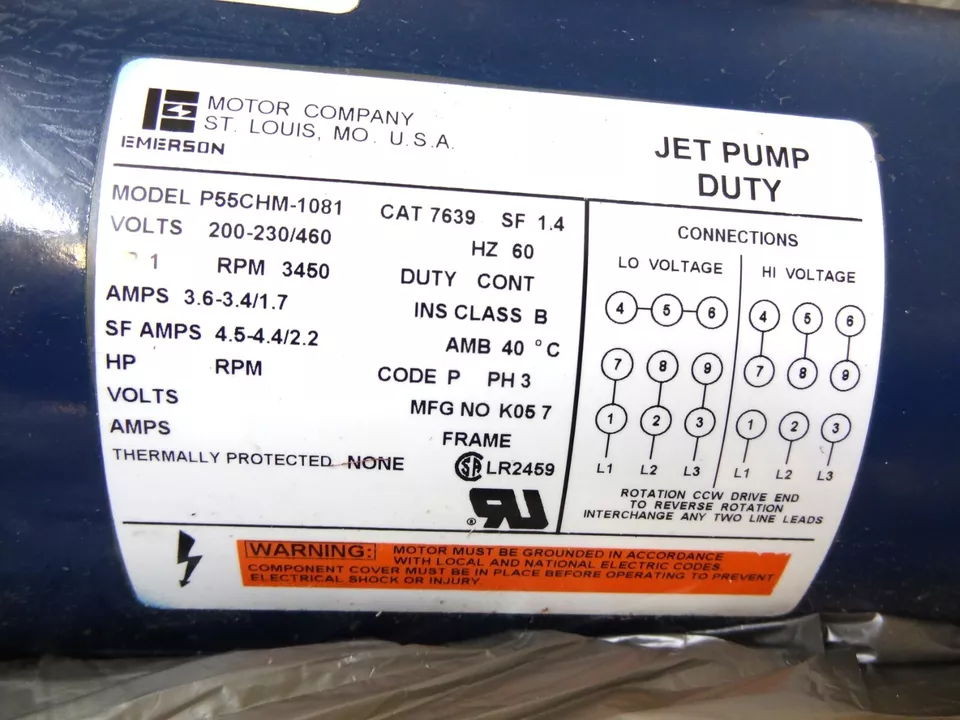 MOTOR COMPANY
ST. LOUIS, MO. U.S.A.
EMERSON
JET PUMP
DUTY
MODEL P55CHM-1081 CAT 7639 SF 1.4
VOLTS 200-230/460 HZ 60
1 RPM 3450 DUTY CONT
AMPS 3.6-3.4/1.7 INS CLASS B
SF AMPS 4.5-4.4/2.2 AMB 40 °C
HP RPM CODE P PH 3
VOLTS MFG NO K05 7
AMPS FRAME
THERMALLY PROTECTED NONE SA LR2459
RU ®
CONNECTIONS
LO VOLTAGE
4 5 6
7 8 9
1 2 3
L1 L2 L3
HI VOLTAGE
4 5 6
7 8 9
1 2 3
L1 L2 L3
ROTATION CCW DRIVE END
TO REVERSE ROTATION
INTERCHANGE ANY TWO LINE LEADS
WARNING: MOTOR MUST BE GROUNDED IN ACCORDANCE
WITH LOCAL AND NATIONAL ELECTRIC CODES.
COMPONENT COVER MUST BE IN PLACE BEFORE OPERATING TO PREVENT
ELECTRICAL SHOCK OR INJURY.